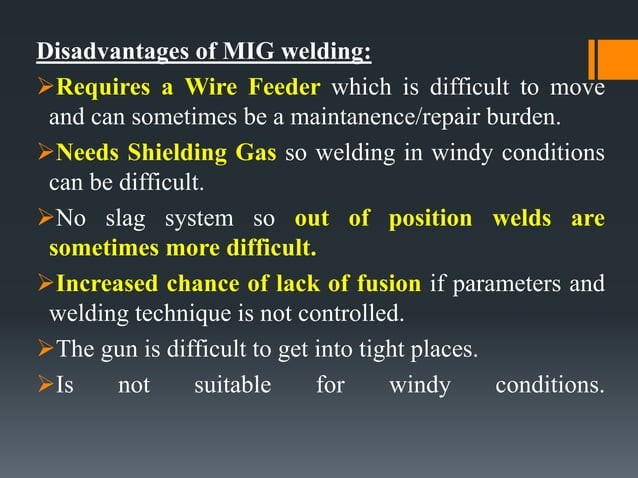 Disadvantages of MIG welding:
➢Requires a Wire Feeder which is difficult to move
and can sometimes be a maintanence/repair burden.
➢Needs Shielding Gas so welding in windy conditions
can be difficult.
➢No slag system so out of position welds are
sometimes more difficult.
➢Increased chance of lack of fusion if parameters and
welding technique is not controlled.
➢The gun is difficult to get into tight places.
➢Is not suitable for windy conditions.